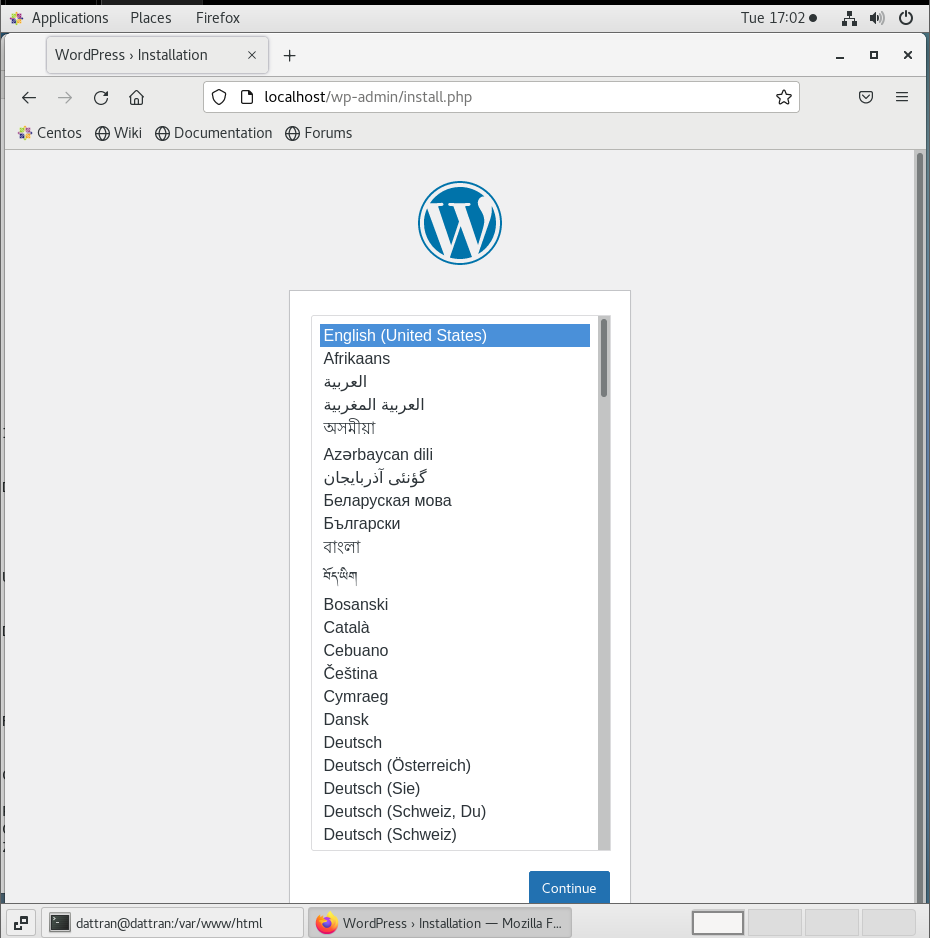 Applications Places Firefox Tue 17:02
WordPress › Installation
localhost/wp-admin/install.php
Centos Wiki Documentation Forums
English (United States)
Afrikaans
العربية
العربية المغربية
অসমীয়া
Azərbaycan dili
گؤنئی آذربایجان
Беларуская мова
Български
বাংলা
བོད་ཡིག
Bosanski
Català
Cebuano
Čeština
Cymraeg
Dansk
Deutsch
Deutsch (Österreich)
Deutsch (Sie)
Deutsch (Schweiz, Du)
Deutsch (Schweiz)
Continue
dattran@dattran:/var/www/html WordPress › Installation — Mozilla F...